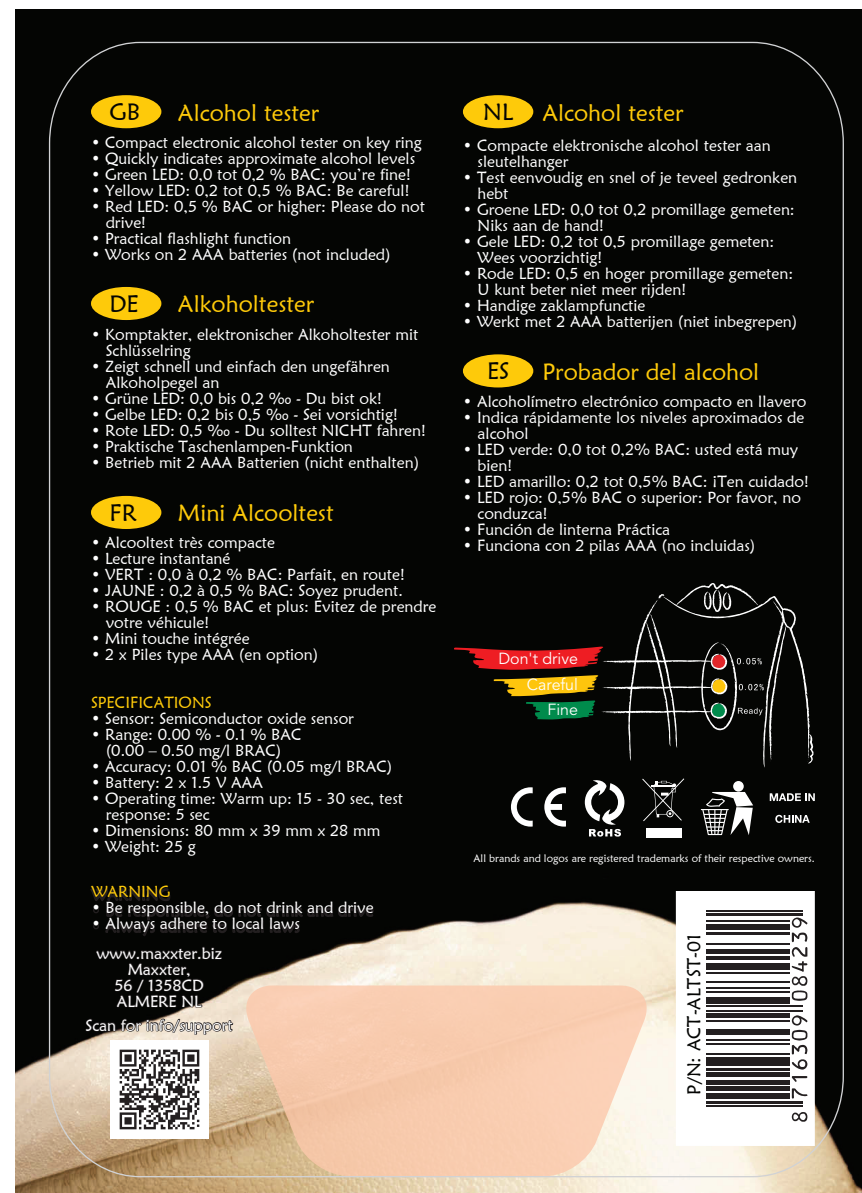 GB Alcohol tester
• Compact electronic alcohol tester on key ring
• Quickly indicates approximate alcohol levels
• Green LED: 0,0 tot 0,2 % BAC: you're fine!
• Yellow LED: 0,2 tot 0,5 % BAC: Be careful!
• Red LED: 0,5 % BAC or higher: Please do not
drive!
• Practical flashlight function
• Works on 2 AAA batteries (not included)
DE Alkoholtester
• Komptakter, elektronischer Alkoholtester mit
Schlüsselring
• Zeigt schnell und einfach den ungefähren
Alkoholpegel an
• Grüne LED: 0,0 bis 0,2 ‰ - Du bist ok!
• Gelbe LED: 0,2 bis 0,5 ‰ - Sei vorsichtig!
• Rote LED: 0,5 ‰ - Du solltest NICHT fahren!
• Praktische Taschenlampen-Funktion
• Betrieb mit 2 AAA Batterien (nicht enthalten)
FR Mini Alcooltest
• Alcooltest très compacte
• Lecture instantané
• VERT : 0,0 à 0,2 % BAC: Parfait, en route!
• JAUNE : 0,2 à 0,5 % BAC: Soyez prudent.
• ROUGE : 0,5 % BAC et plus: Évitez de prendre
votre véhicule!
• Mini touche intégrée
• 2 x Piles type AAA (en option)
SPECIFICATIONS
• Sensor: Semiconductor oxide sensor
• Range: 0.00 % - 0.1 % BAC
(0.00 – 0.50 mg/l BRAC)
• Accuracy: 0.01 % BAC (0.05 mg/l BRAC)
• Battery: 2 x 1.5 V AAA
• Operating time: Warm up: 15 - 30 sec, test
response: 5 sec
• Dimensions: 80 mm x 39 mm x 28 mm
• Weight: 25 g
WARNING
• Be responsible, do not drink and drive
• Always adhere to local laws
www.maxxter.biz
Maxxter,
56 / 1358CD
ALMERE NL
Scan for info/support
NL Alcohol tester
• Compacte elektronische alcohol tester aan
sleutelhanger
• Test eenvoudig en snel of je teveel gedronken
hebt
• Groene LED: 0,0 tot 0,2 promillage gemeten:
Niks aan de hand!
• Gele LED: 0,2 tot 0,5 promillage gemeten:
Wees voorzichtig!
• Rode LED: 0,5 en hoger promillage gemeten:
U kunt beter niet meer rijden!
• Handige zaklampfunctie
• Werkt met 2 AAA batterijen (niet inbegrepen)
ES Probador del alcohol
• Alcoholímetro electrónico compacto en llavero
• Indica rápidamente los niveles aproximados de
alcohol
• LED verde: 0,0 tot 0,2% BAC: usted está muy
bien!
• LED amarillo: 0,2 tot 0,5% BAC: ¡Ten cuidado!
• LED rojo: 0,5% BAC o superior: Por favor, no
conduzca!
• Función de linterna Práctica
• Funciona con 2 pilas AAA (no incluidas)
Don't drive 0.05%
Careful 0.02%
Fine Ready
CE RoHS
MADE IN
CHINA
All brands and logos are registered trademarks of their respective owners.
P/N: ACT-ALTST-01
8 716309 084239